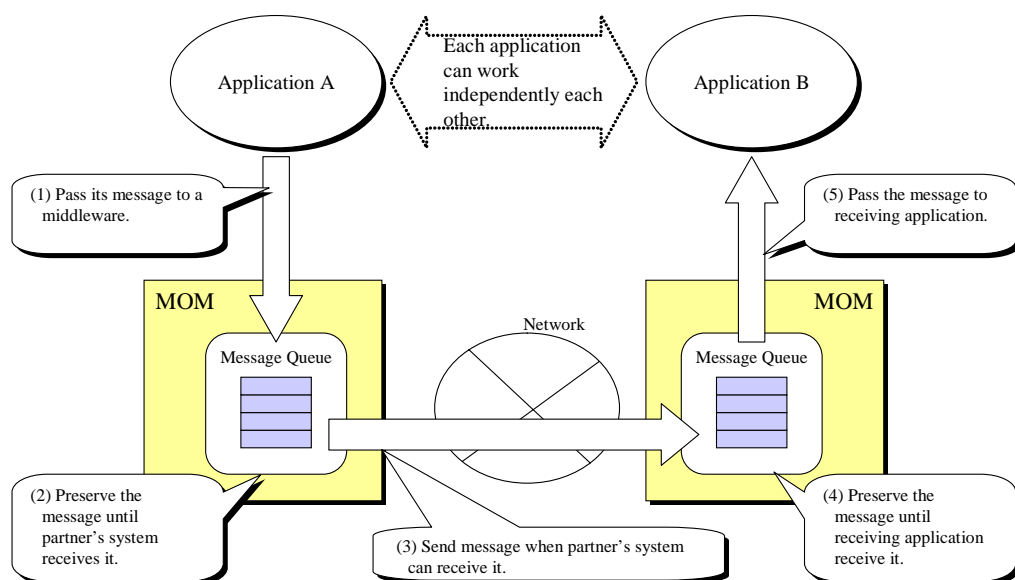 Application A
Each application
can work
independently each
other.
Application B
(1) Pass its message to a
middleware.
(5) Pass the message to
receiving application.
MOM
MOM
Network
Message Queue
Message Queue
(2) Preserve the
message until
partner's system
receives it.
(3) Send message when partner's system
can receive it.
(4) Preserve the
message until
receiving application
receive it.